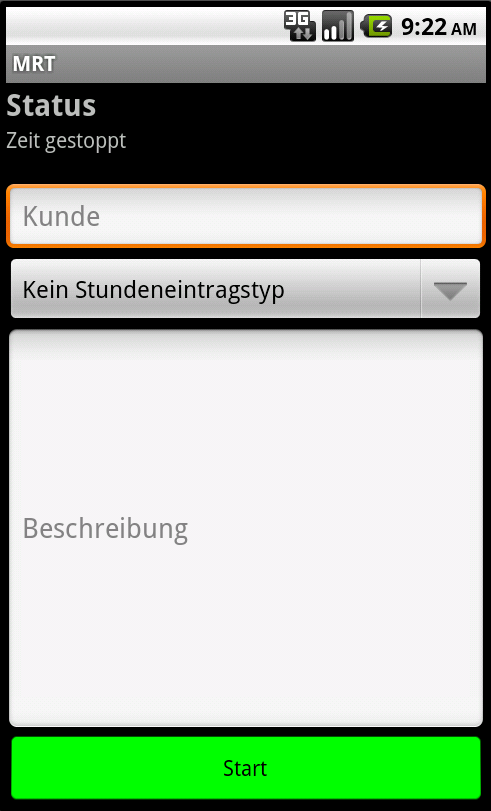 3G 9:22 AM
MRT
Status
Zeit gestoppt
Kunde
Kein Stundeneintragstyp
Beschreibung
Start